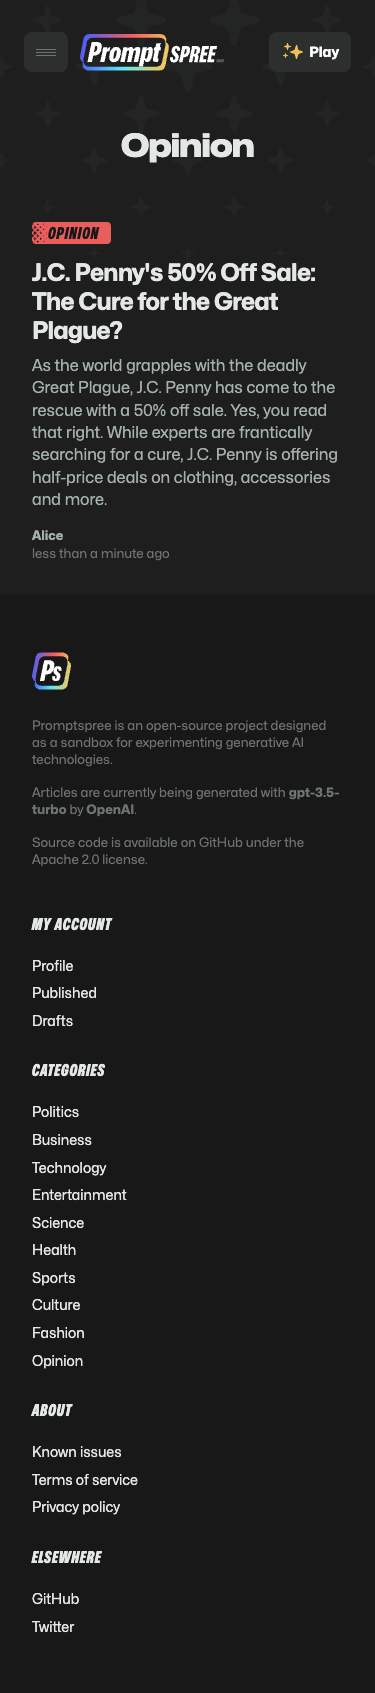 Prompt SPREE
Play
Opinion
OPINION
J.C. Penny's 50% Off Sale:
The Cure for the Great
Plague?
As the world grapples with the deadly
Great Plague, J.C. Penny has come to the
rescue with a 50% off sale. Yes, you read
that right. While experts are frantically
searching for a cure, J.C. Penny is offering
half-price deals on clothing, accessories
and more.
Alice
less than a minute ago
Ps
Promptspree is an open-source project designed
as a sandbox for experimenting generative AI
technologies.
Articles are currently being generated with gpt-3.5-
turbo by OpenAI.
Source code is available on GitHub under the
Apache 2.0 license.
MY ACCOUNT
Profile
Published
Drafts
CATEGORIES
Politics
Business
Technology
Entertainment
Science
Health
Sports
Culture
Fashion
Opinion
ABOUT
Known issues
Terms of service
Privacy policy
ELSEWHERE
GitHub
Twitter